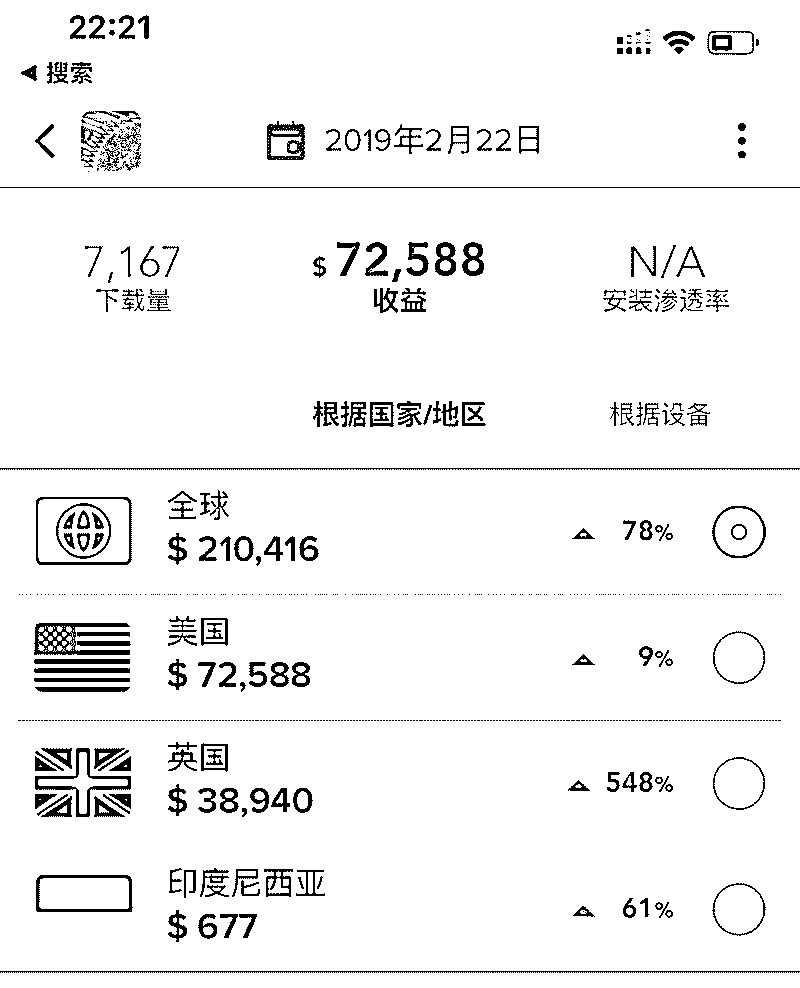 22:21
◀ 搜索
2019年2月22日
7,167 $72,588 N/A
下载量 收益 安装渗透率
根据国家/地区 根据设备
全球
$ 210,416 ▲ 78%
美国
$ 72,588 ▲ 9%
英国
$ 38,940 ▲ 548%
印度尼西亚
$ 677 ▲ 61%